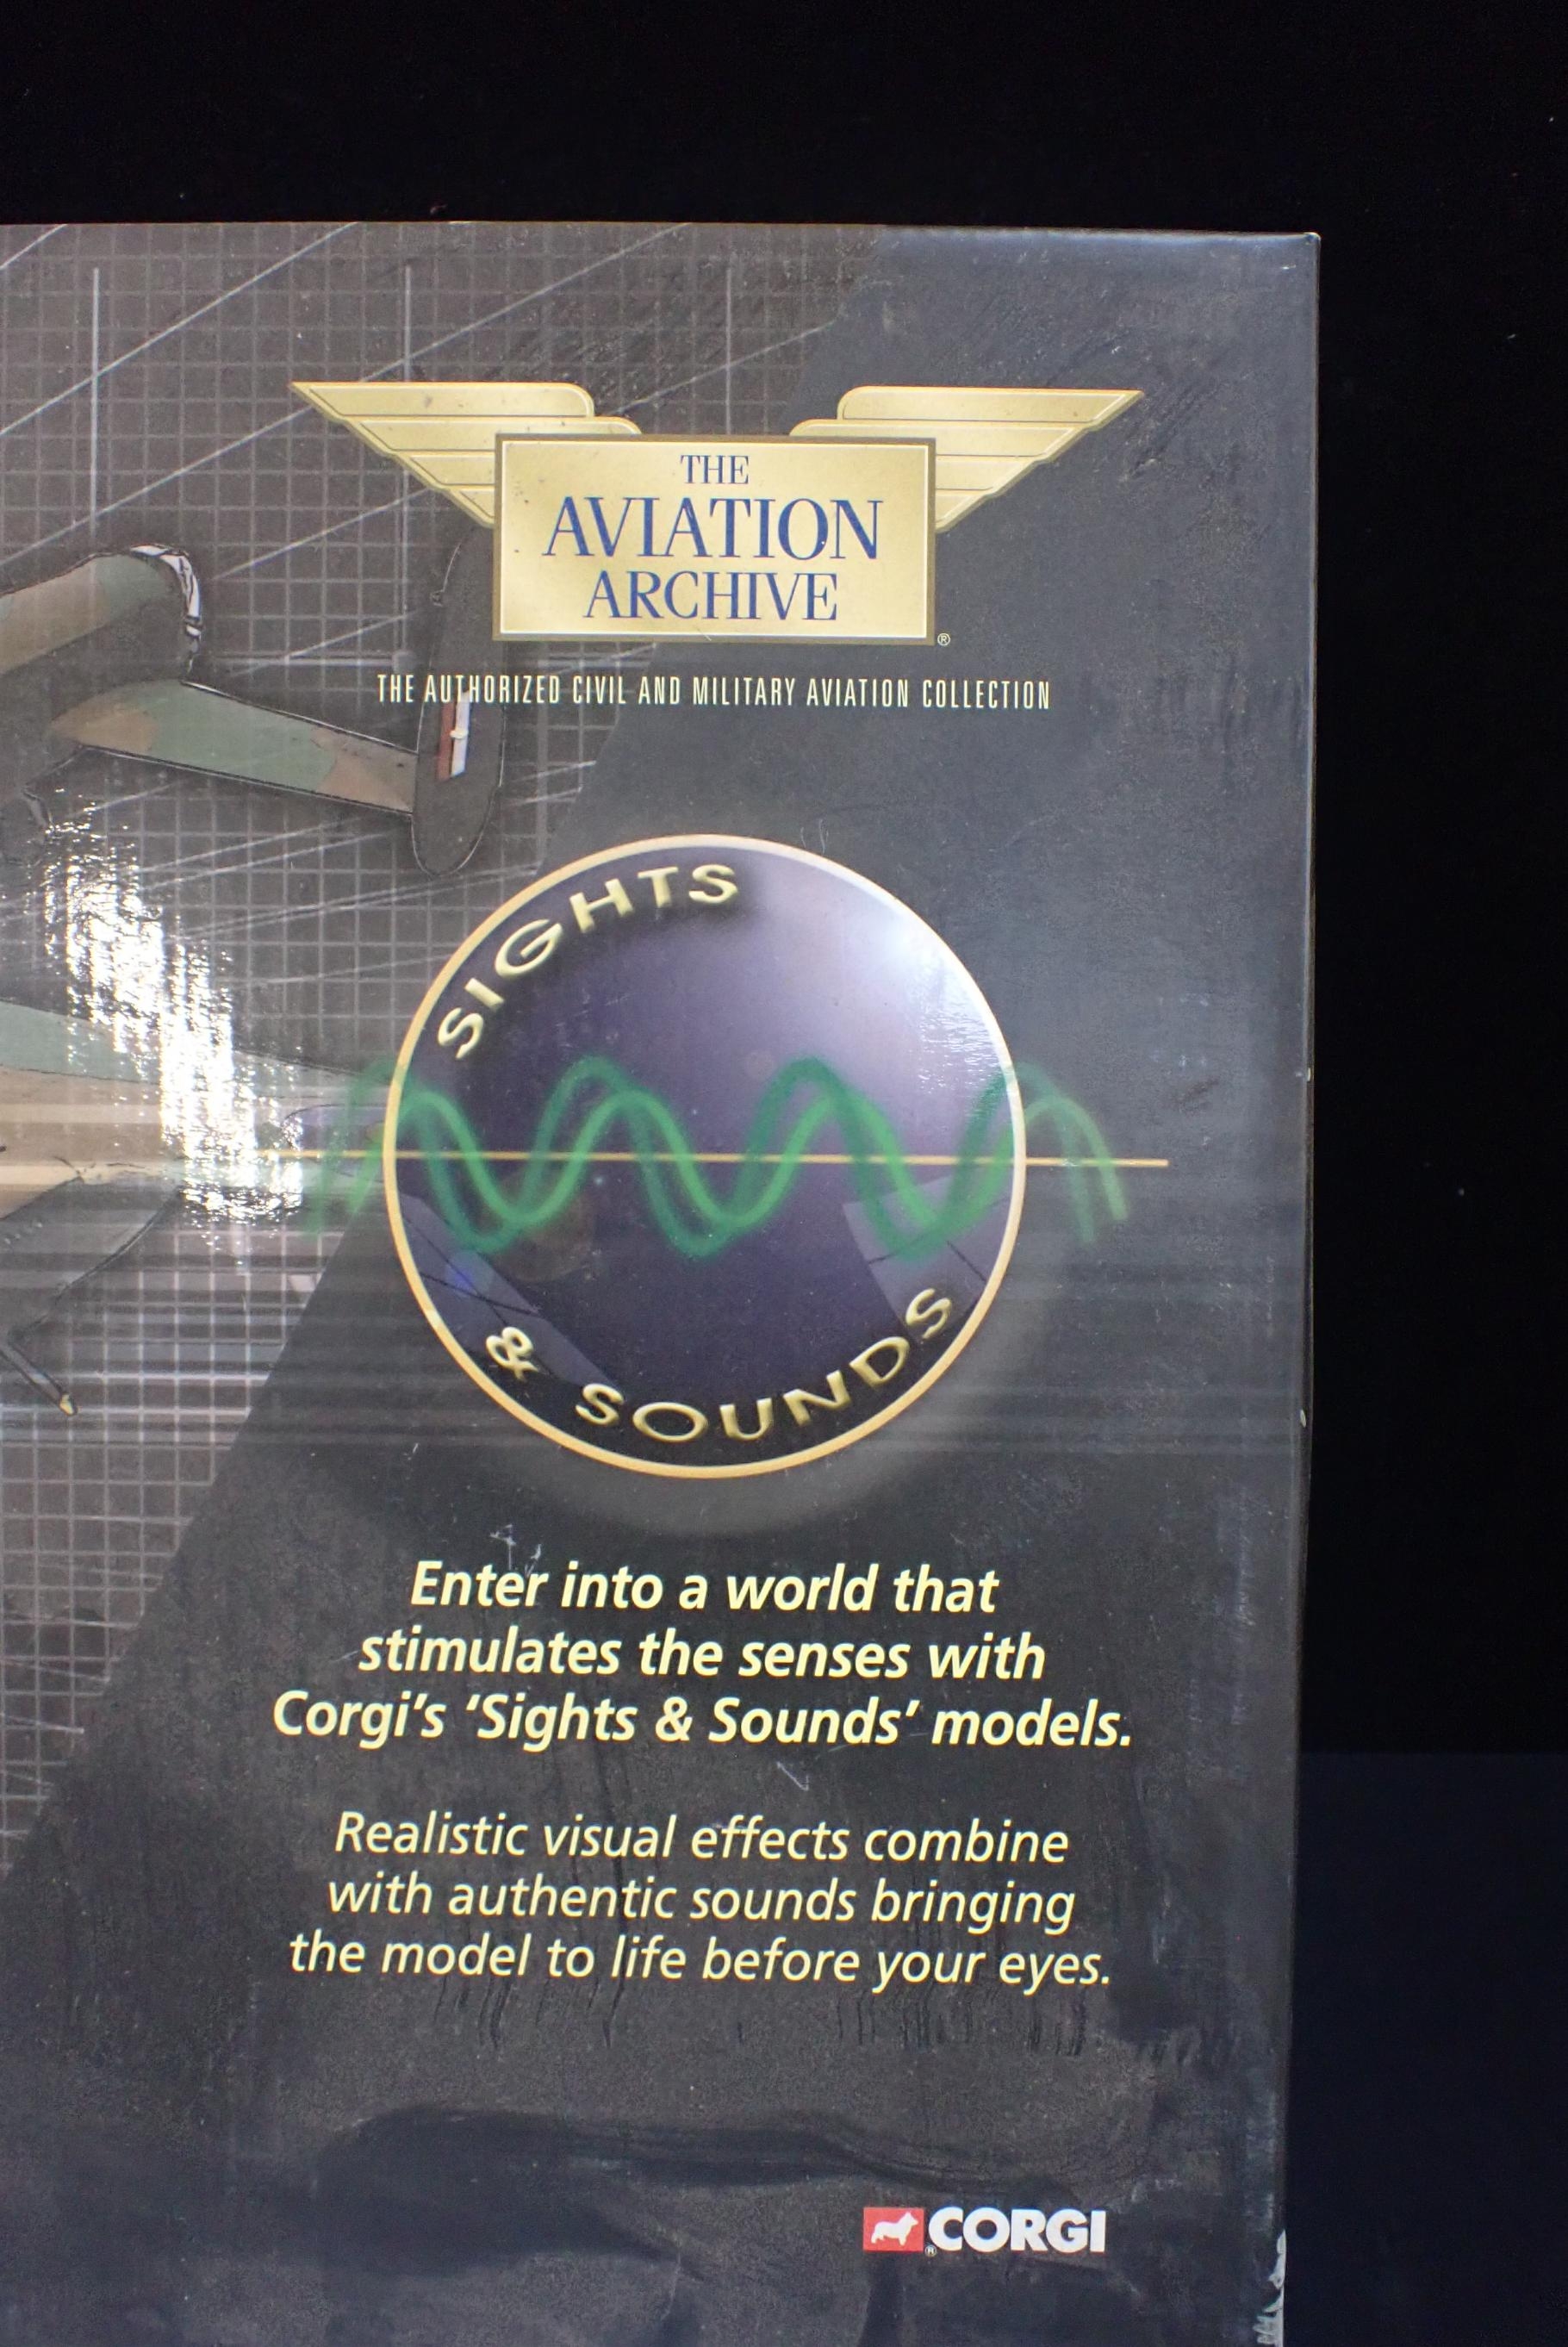 THE
AVIATION
ARCHIVE
®
THE AUTHORIZED CIVIL AND MILITARY AVIATION COLLECTION
SIGHTS
& SOUNDS
Enter into a world that
stimulates the senses with
Corgi's 'Sights & Sounds' models.
Realistic visual effects combine
with authentic sounds bringing
the model to life before your eyes.
® CORGI